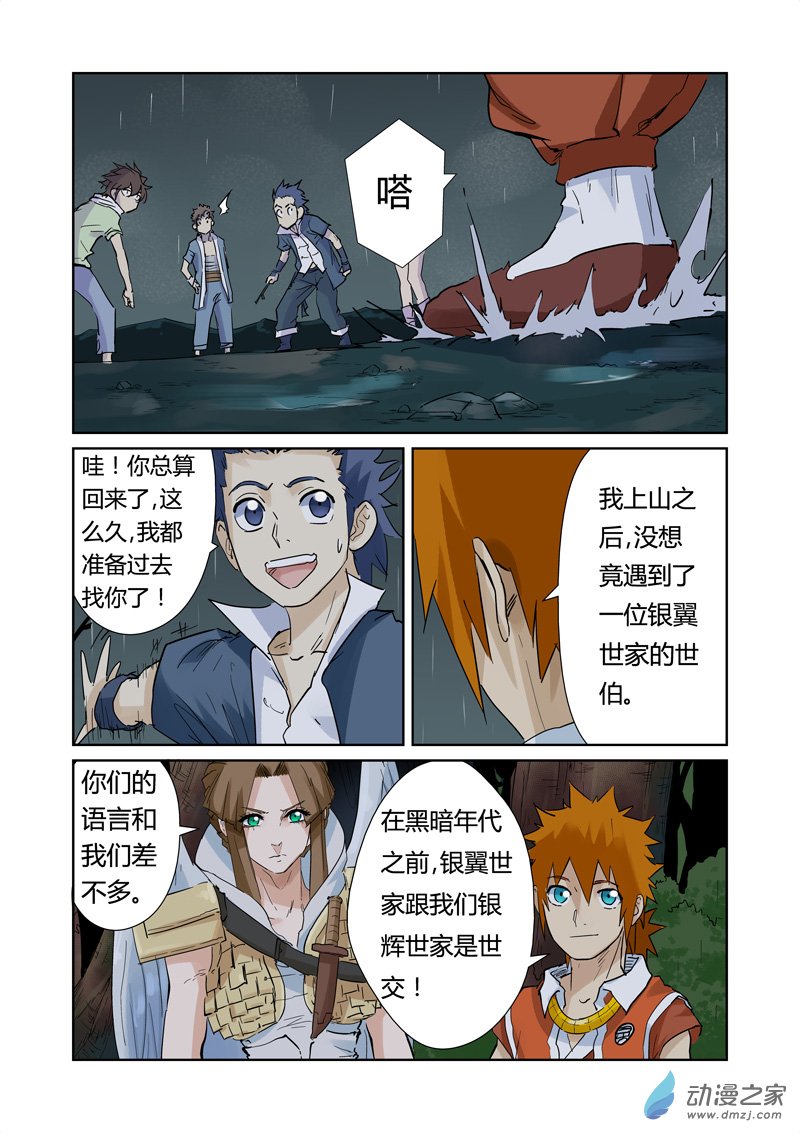 嗒
哇！你总算
回来了,这
么久,我都
准备过去
找你了！
我上山之
后,没想
竟遇到了
一位银翼
世家的世
伯。
你们的
语言和
我们差
不多。
在黑暗年代
之前,银翼世
家跟我们银
辉世家是世
交！
动漫之家
www.dmzj.com